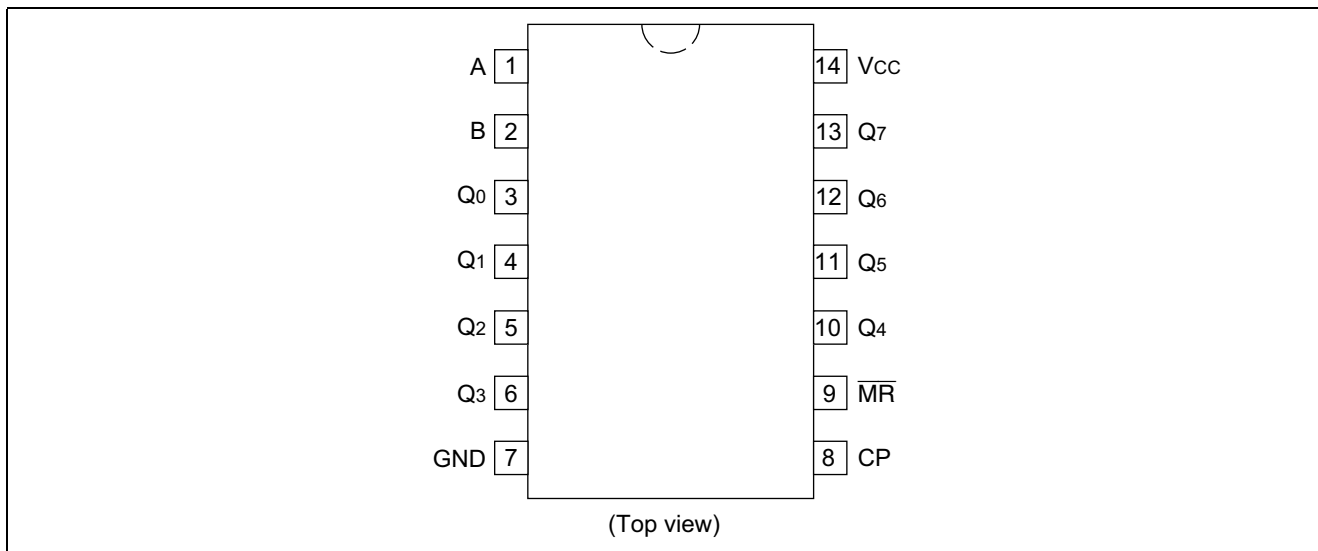 A 1 14 VCC
B 2 13 Q7
Q0 3 12 Q6
Q1 4 11 Q5
Q2 5 10 Q4
Q3 6 9 M̅R̅
GND 7 8 CP
(Top view)